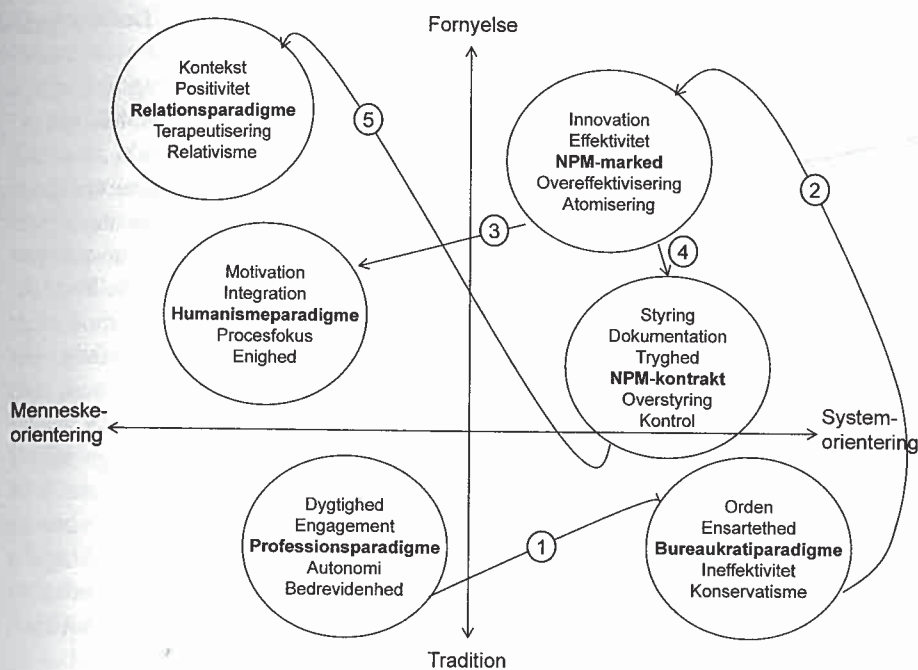 Fornyelse
Kontekst
Positivitet
Relationsparadigme
Terapeutisering
Relativisme
5
Innovation
Effektivitet
NPM-marked
Overeffektivisering
Atomisering
2
3
4
Motivation
Integration
Humanismeparadigme
Procesfokus
Enighed
Styring
Dokumentation
Tryghed
NPM-kontrakt
Overstyring
Kontrol
Menneske-
orientering
System-
orientering
Dygtighed
Engagement
Professionsparadigme
Autonomi
Bedrevidenhed
1
Orden
Ensartethed
Bureaukratiparadigme
Ineffektivitet
Konservatisme
Tradition